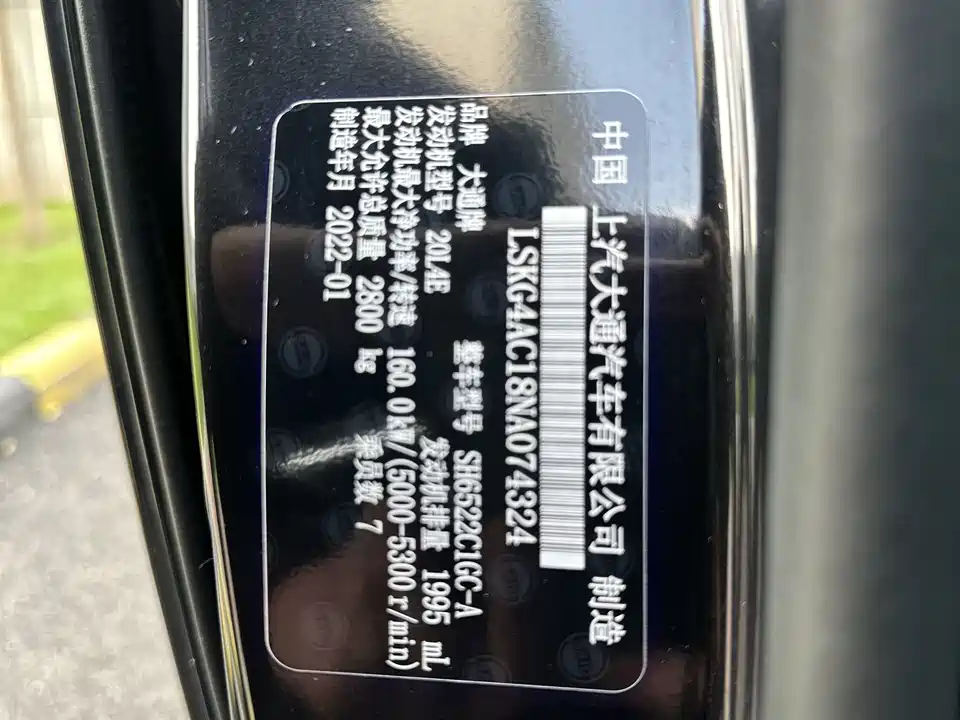 中国 上汽大通汽车有限公司 制造
LSKG4AC18NA074324
品牌 大通牌 整车型号 SH6522C1GC-A
发动机型号 20L4E 发动机排量 1995 mL
发动机最大净功率/转速 160.0kW/(5000-5300r/min)
最大允许总质量 2800 kg 乘员数 7
制造年月 2022-01